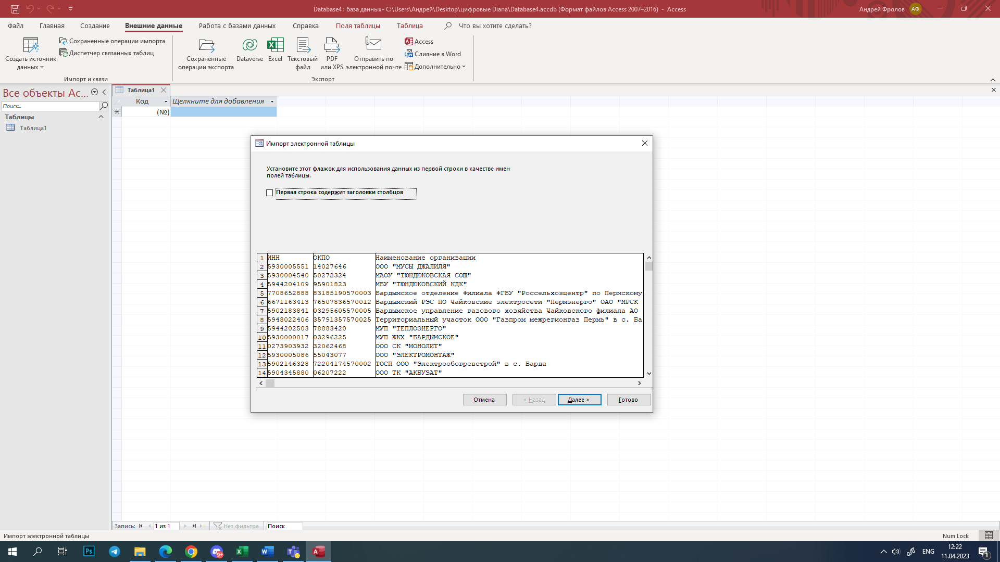 Database4 : база данных- C:\Users\Андрей\Desktop\цифровые Diana\Database4.accdb (Формат файлов Access 2007–2016) - Access
Андрей Фролов
АФ
Файл
Главная
Создание
Внешние данные
Работа с базами данных
Справка
Поля таблицы
Таблица
Что вы хотите сделать?
Создать источник
данных
Сохраненные операции импорта
Диспетчер связанных таблиц
Импорт и связи
Сохраненные
операции экспорта
Dataverse
Excel
Текстовый
файл
PDF
или XPS
Отправить по
электронной почте
Access
Слияние в Word
Дополнительно
Экспорт
Все объекты Ac...
Поиск...
Таблицы
Таблица1
Таблица1
Код
Щелкните для добавления
(№)
Импорт электронной таблицы
Установите этот флажок для использования данных из первой строки в качестве имен
полей таблицы.
Первая строка содержит заголовки столбцов
1 ИНН ОКПО Наименование организации
2 5930005551 14027646 ООО "МУСЫ ДЖАЛИЛЯ"
3 5930004540 50272324 МАОУ "ТЮНДЮКОВСКАЯ СОШ"
4 5944204109 95901823 МБУ "ТЮНДЮКОВСКИЙ КДК"
5 7708652888 83185190570003 Бардымское отделение Филиала ФГБУ "Россельхозцентр" по Пермскому
6 6671163413 76507836570012 Бардымский РЭС ПО Чайковские электросети "Пермэнерго" ОАО "МРСК
7 5902183841 03295605570005 Бардымское управление газового хозяйства Чайковского филиала АО
8 5948022406 35791357570025 Территориальный участок ООО "Газпром межрегионгаз Пермь" в с. Ба
9 5944202503 78883420 МУП "ТЕПЛОЭНЕРГО"
10 5930000017 03296225 МУП ЖКХ "БАРДЫМСКОЕ"
11 0273903932 32062468 ООО СК "МОНОЛИТ"
12 5930005086 55043077 ООО "ЭЛЕКТРОМОНТАЖ"
13 5902146328 72204174570002 ТОСП ООО "Электрообогревстрой" в с. Барда
14 5904345880 06207222 ООО ТК "АКБУЗАТ"
Отмена
< Назад
Далее >
Готово
Запись:
1 из 1
Нет фильтра
Поиск
Импорт электронной таблицы
Num Lock
Ps
9+
ENG
12:22
11.04.2023
1